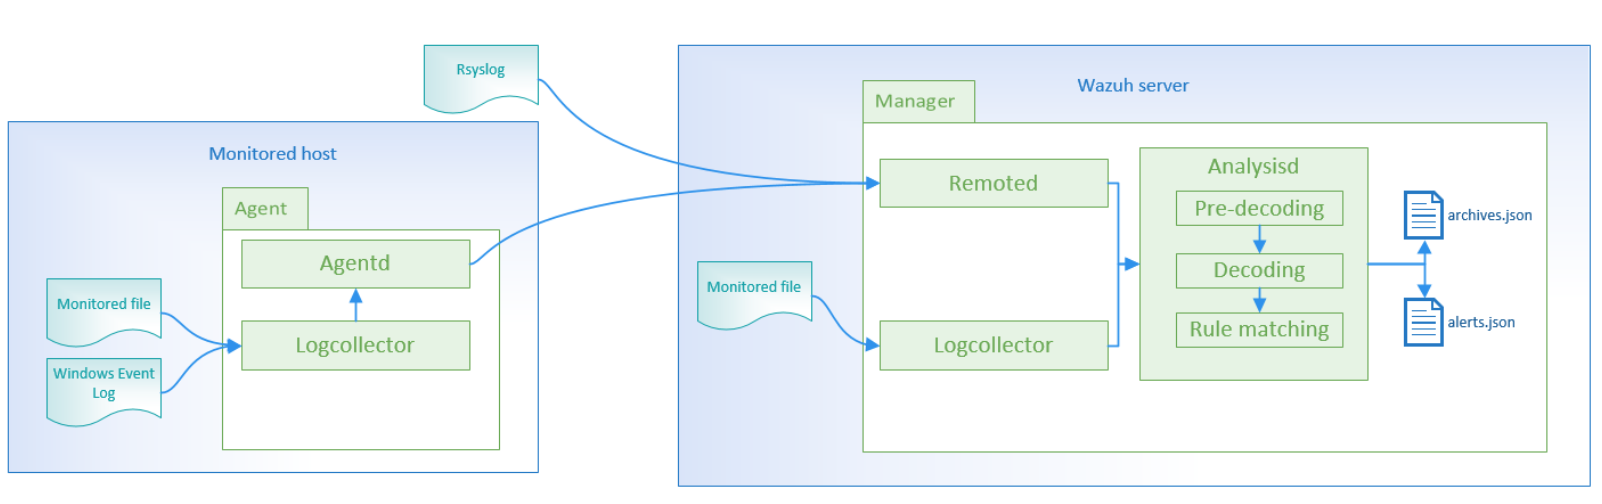 Rsyslog
Monitored host
Agent
Agentd
Monitored file
Logcollector
Windows Event
Log
Wazuh server
Manager
Remoted
Monitored file
Logcollector
Analysisd
Pre-decoding
Decoding
Rule matching
archives.json
alerts.json